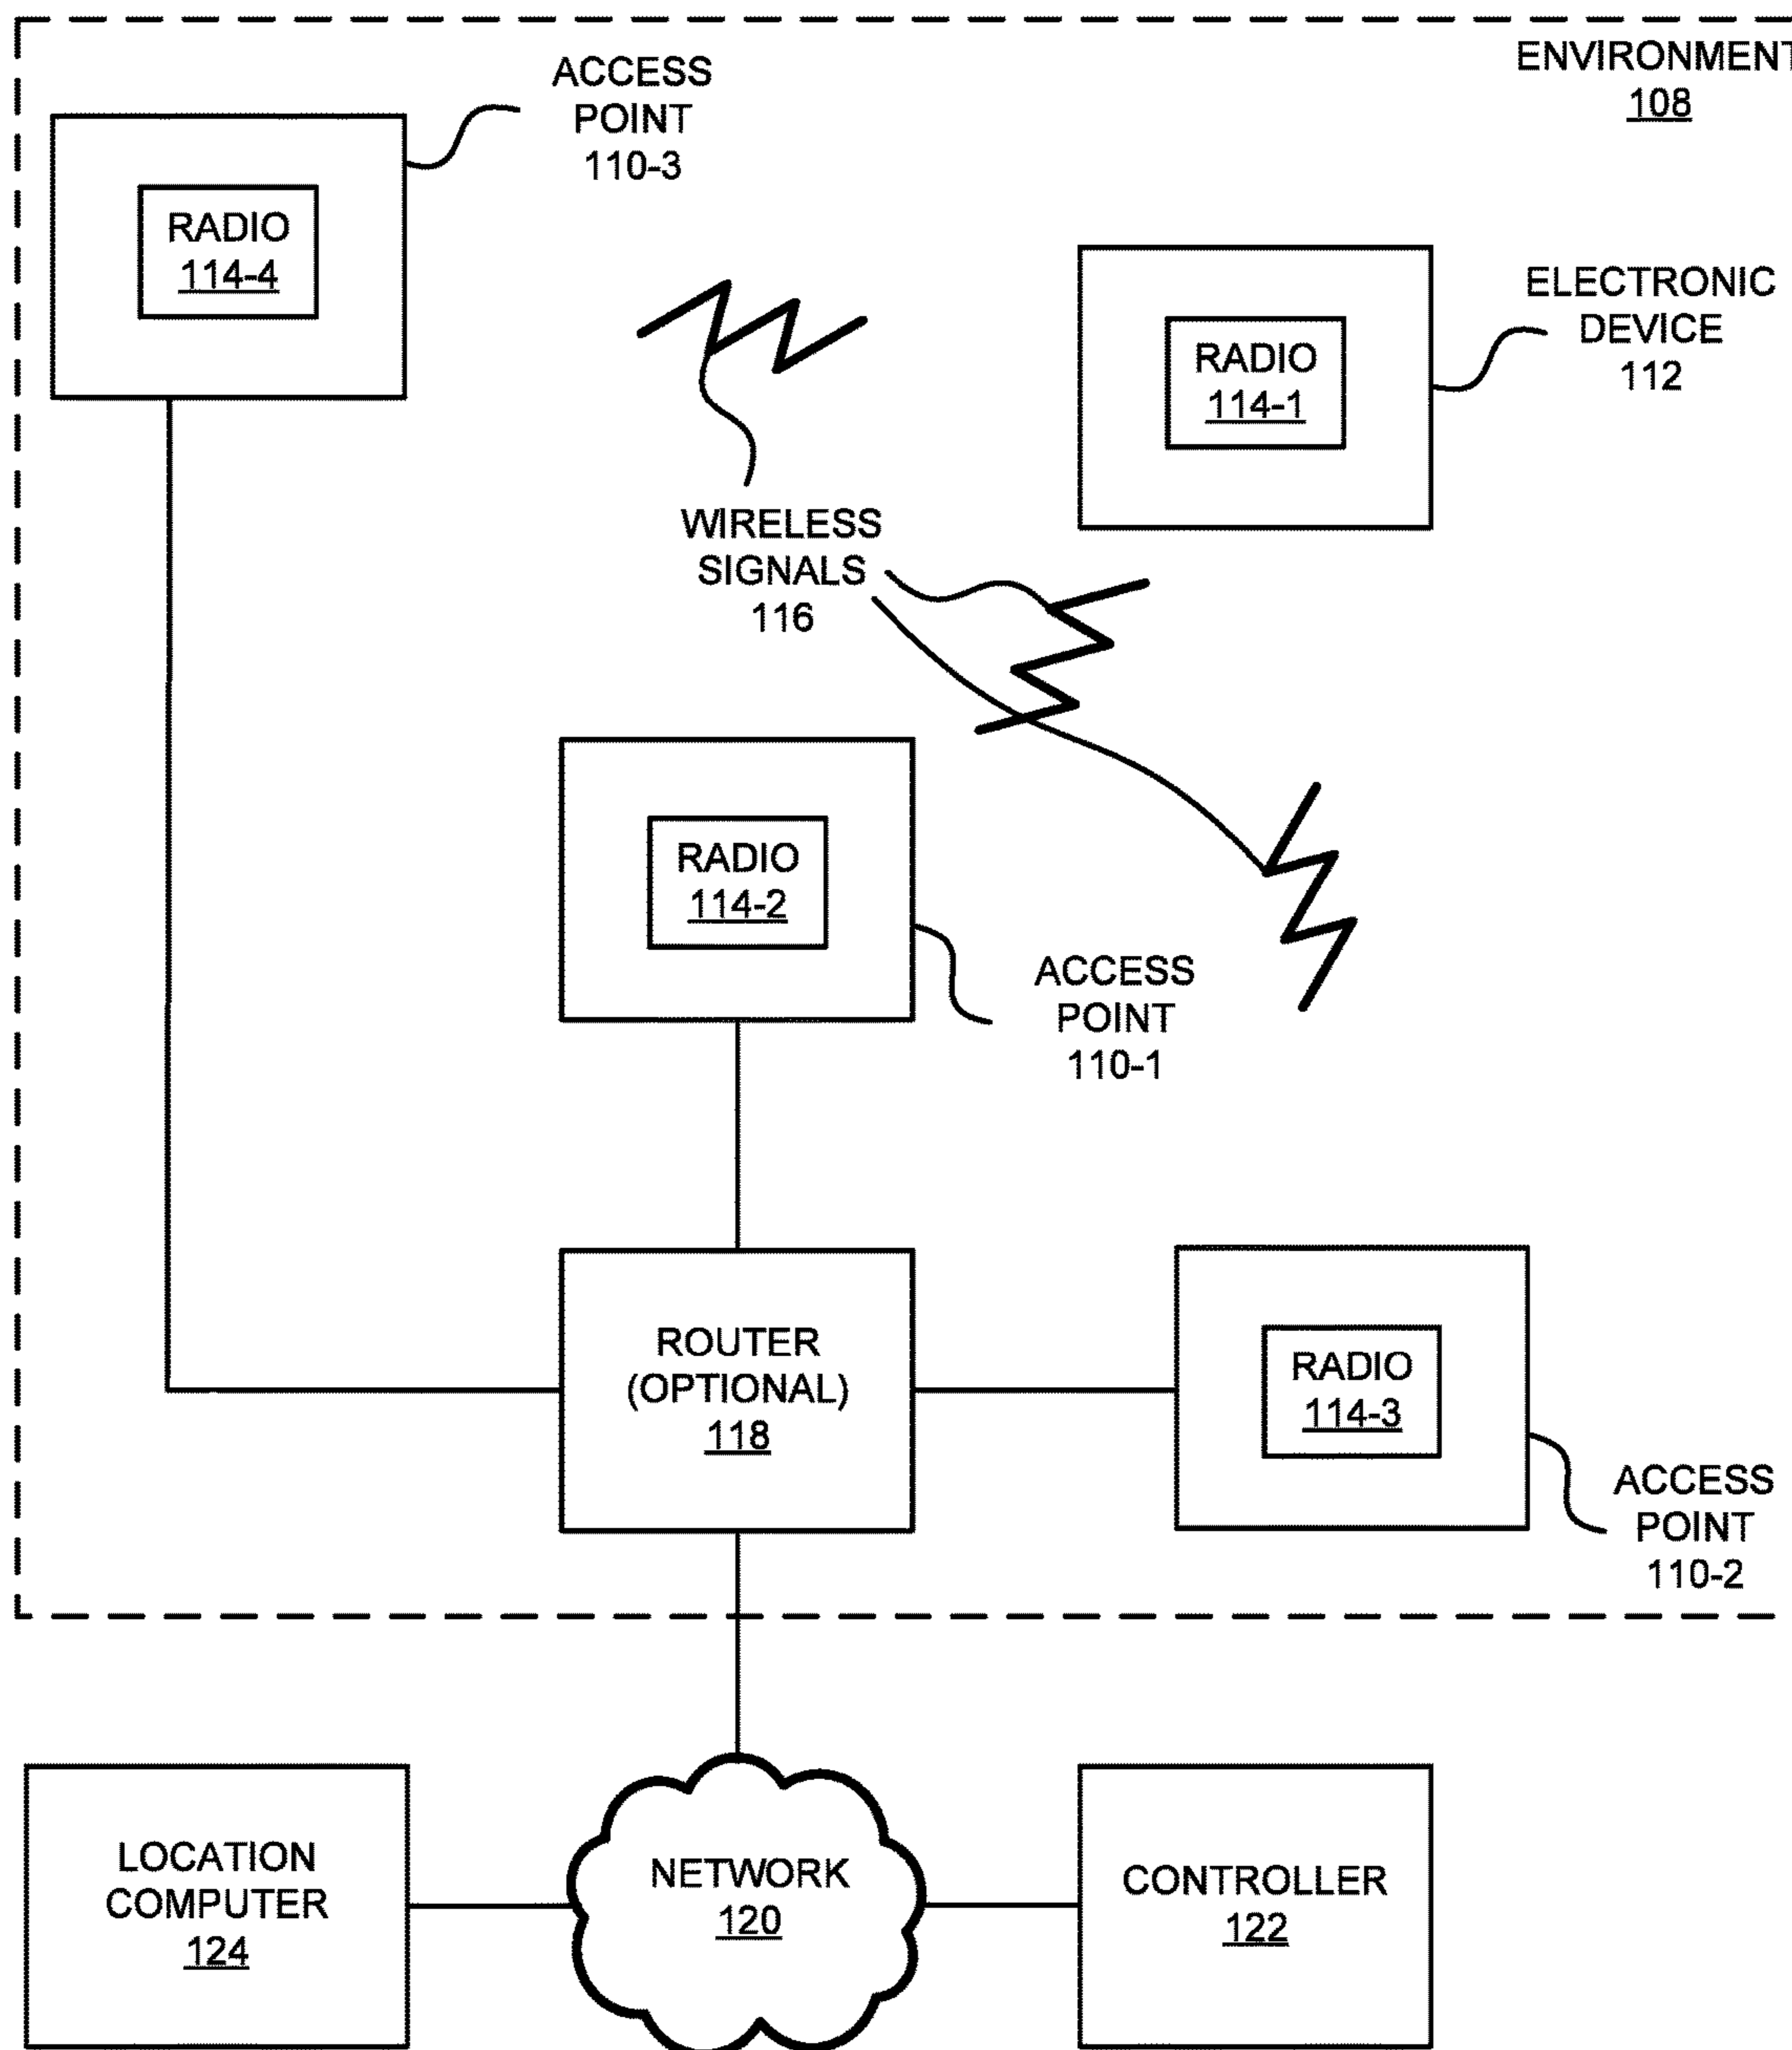 ENVIRONMENT
108
ACCESS
POINT
110-3
RADIO
114-4
ELECTRONIC
DEVICE
112
RADIO
114-1
WIRELESS
SIGNALS
116
RADIO
114-2
ACCESS
POINT
110-1
ROUTER
(OPTIONAL)
118
RADIO
114-3
ACCESS
POINT
110-2
LOCATION
COMPUTER
124
NETWORK
120
CONTROLLER
122